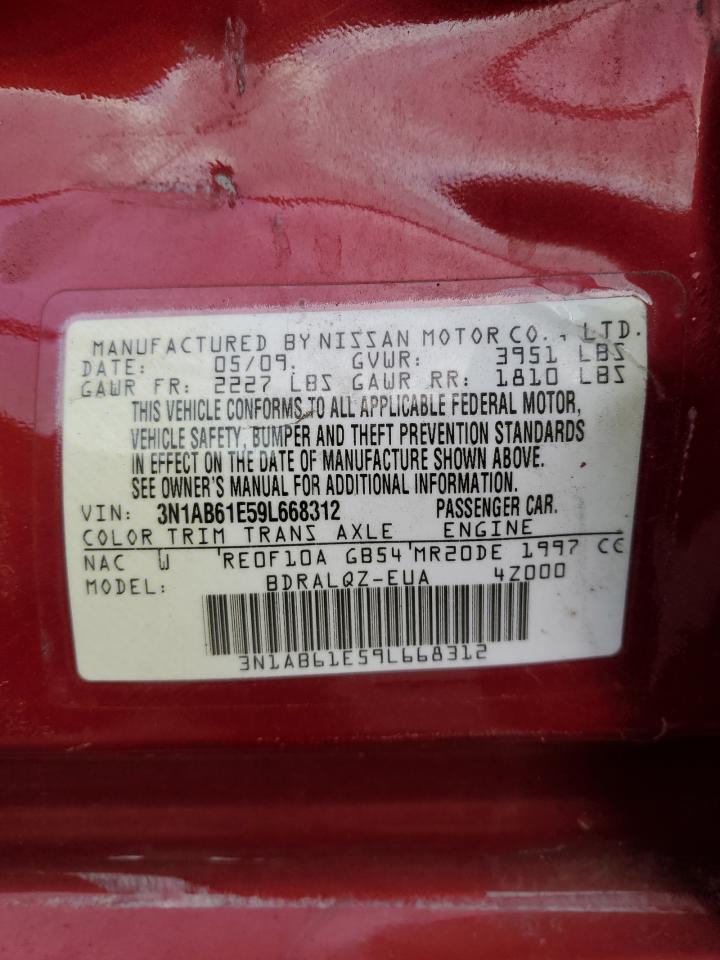 MANUFACTURED BY NISSAN MOTOR CO., LTD.
DATE: 05/09. GVWR: 3951 LBS
GAWR FR: 2227 LBS GAWR RR: 1810 LBS
THIS VEHICLE CONFORMS TO ALL APPLICABLE FEDERAL MOTOR,
VEHICLE SAFETY, BUMPER AND THEFT PREVENTION STANDARDS
IN EFFECT ON THE DATE OF MANUFACTURE SHOWN ABOVE.
SEE OWNER'S MANUAL FOR ADDITIONAL INFORMATION.
VIN: 3N1AB61E59L668312 PASSENGER CAR.
COLOR TRIM TRANS AXLE ENGINE
NAC W RE0F10A GB54 MR20DE 1997 CC
MODEL: BDRALQZ-EUA 4Z000
3N1AB61E59L668312